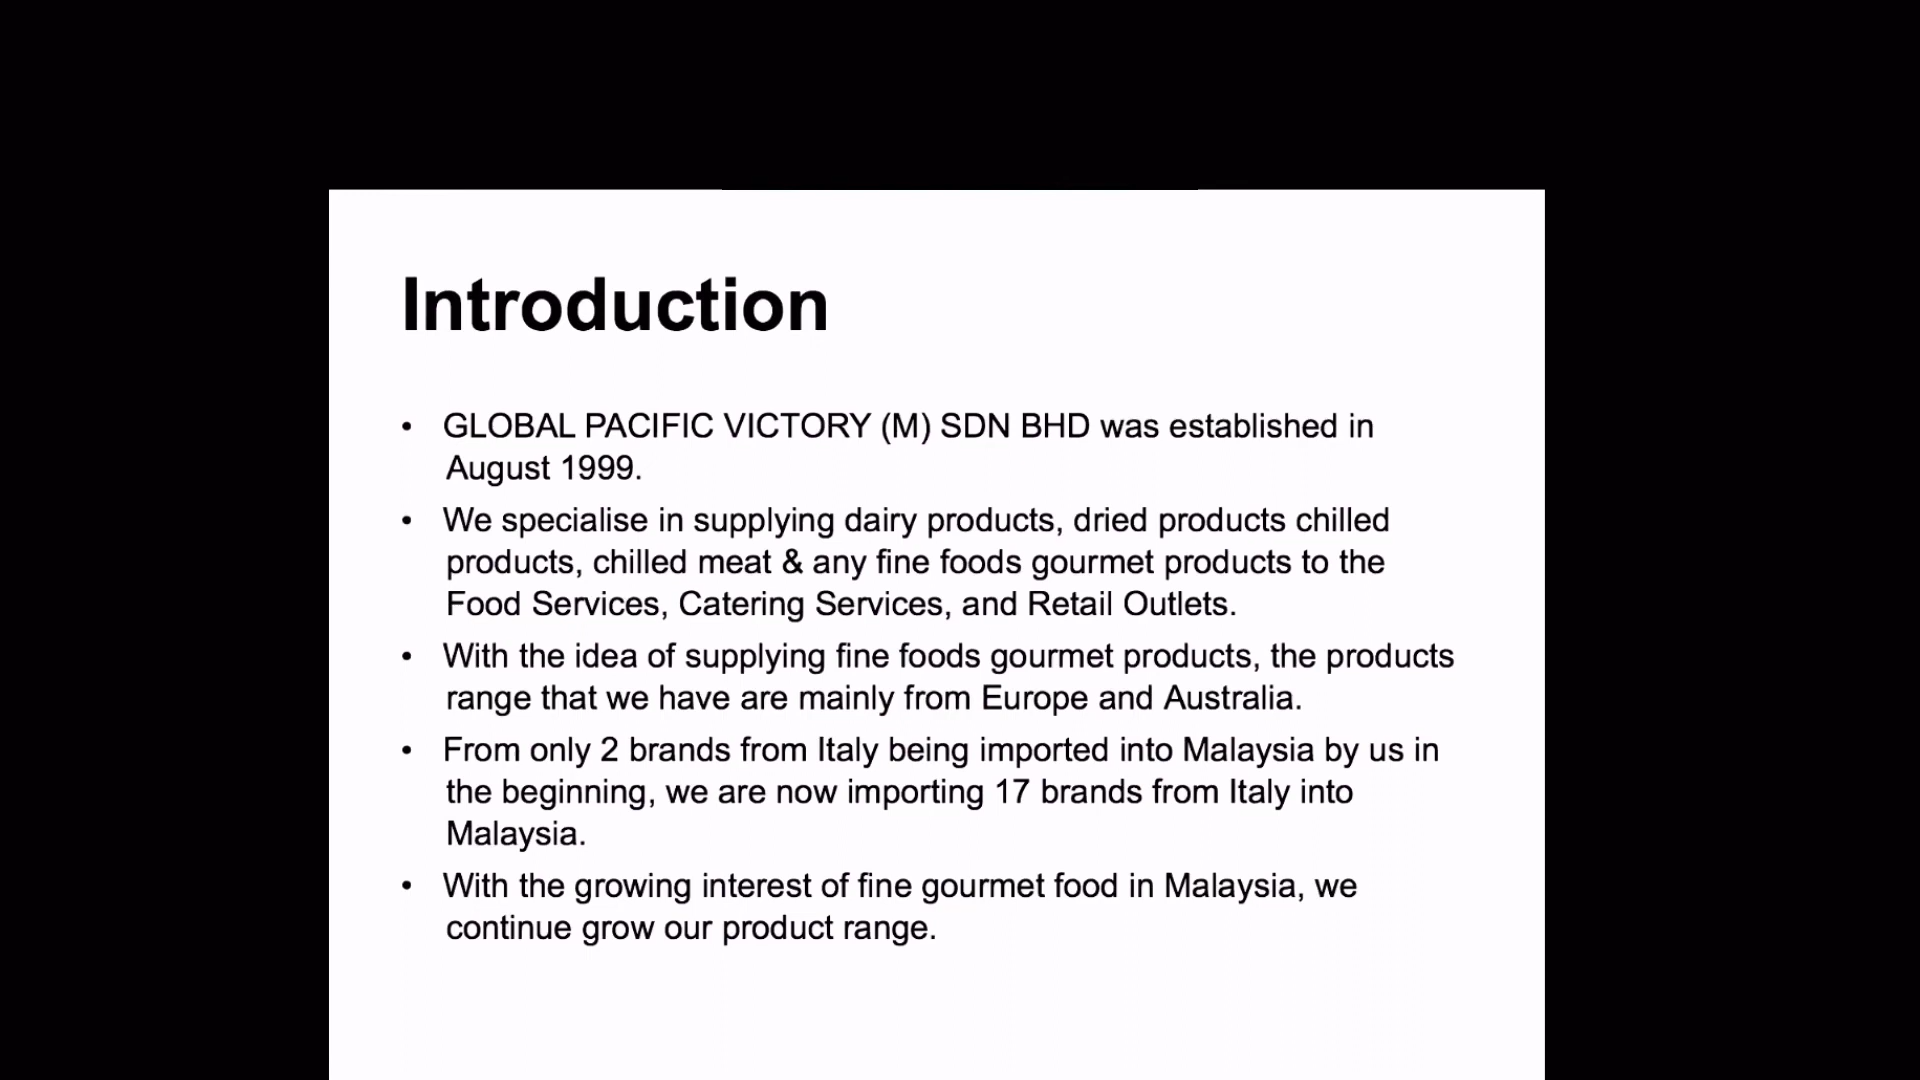 Introduction
• GLOBAL PACIFIC VICTORY (M) SDN BHD was established in
August 1999.
• We specialise in supplying dairy products, dried products chilled
products, chilled meat & any fine foods gourmet products to the
Food Services, Catering Services, and Retail Outlets.
• With the idea of supplying fine foods gourmet products, the products
range that we have are mainly from Europe and Australia.
• From only 2 brands from Italy being imported into Malaysia by us in
the beginning, we are now importing 17 brands from Italy into
Malaysia.
• With the growing interest of fine gourmet food in Malaysia, we
continue grow our product range.